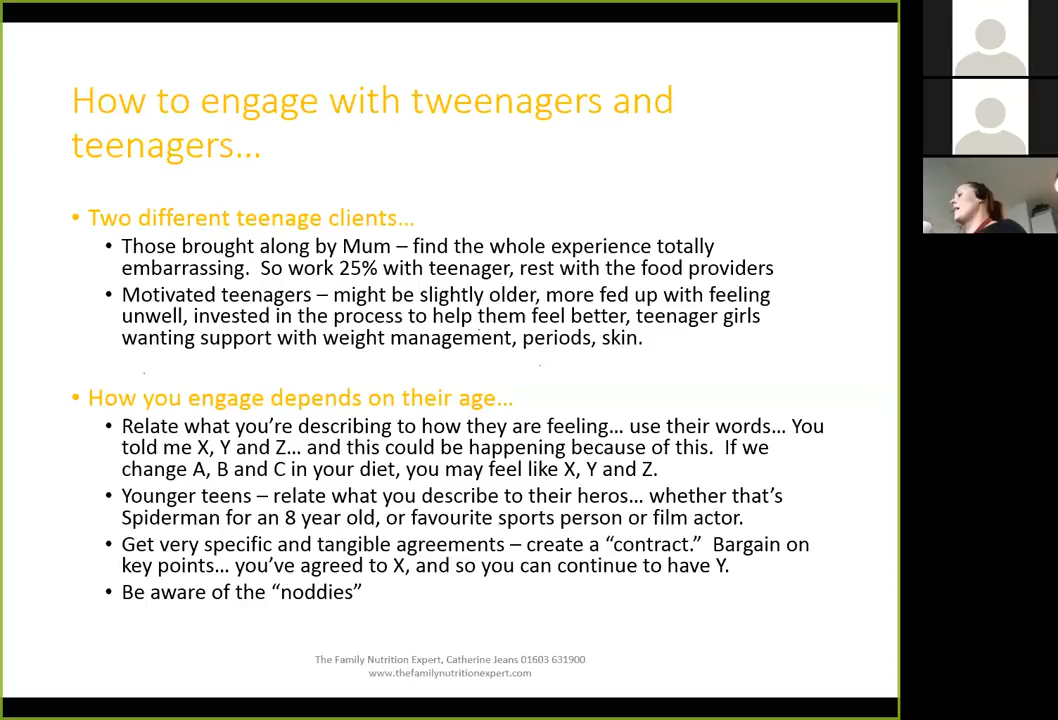 How to engage with tweenagers and
teenagers...
• Two different teenage clients...
• Those brought along by Mum – find the whole experience totally
embarrassing.  So work 25% with teenager, rest with the food providers
• Motivated teenagers – might be slightly older, more fed up with feeling
unwell, invested in the process to help them feel better, teenager girls
wanting support with weight management, periods, skin.
• How you engage depends on their age...
• Relate what you're describing to how they are feeling... use their words... You
told me X, Y and Z... and this could be happening because of this.  If we
change A, B and C in your diet, you may feel like X, Y and Z.
• Younger teens – relate what you describe to their heros... whether that's
Spiderman for an 8 year old, or favourite sports person or film actor.
• Get very specific and tangible agreements – create a "contract."  Bargain on
key points... you've agreed to X, and so you can continue to have Y.
• Be aware of the "noddies"
The Family Nutrition Expert, Catherine Jeans 01603 631900
www.thefamilynutritionexpert.com